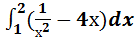 ∫₁²(1/x² − 4x)dx